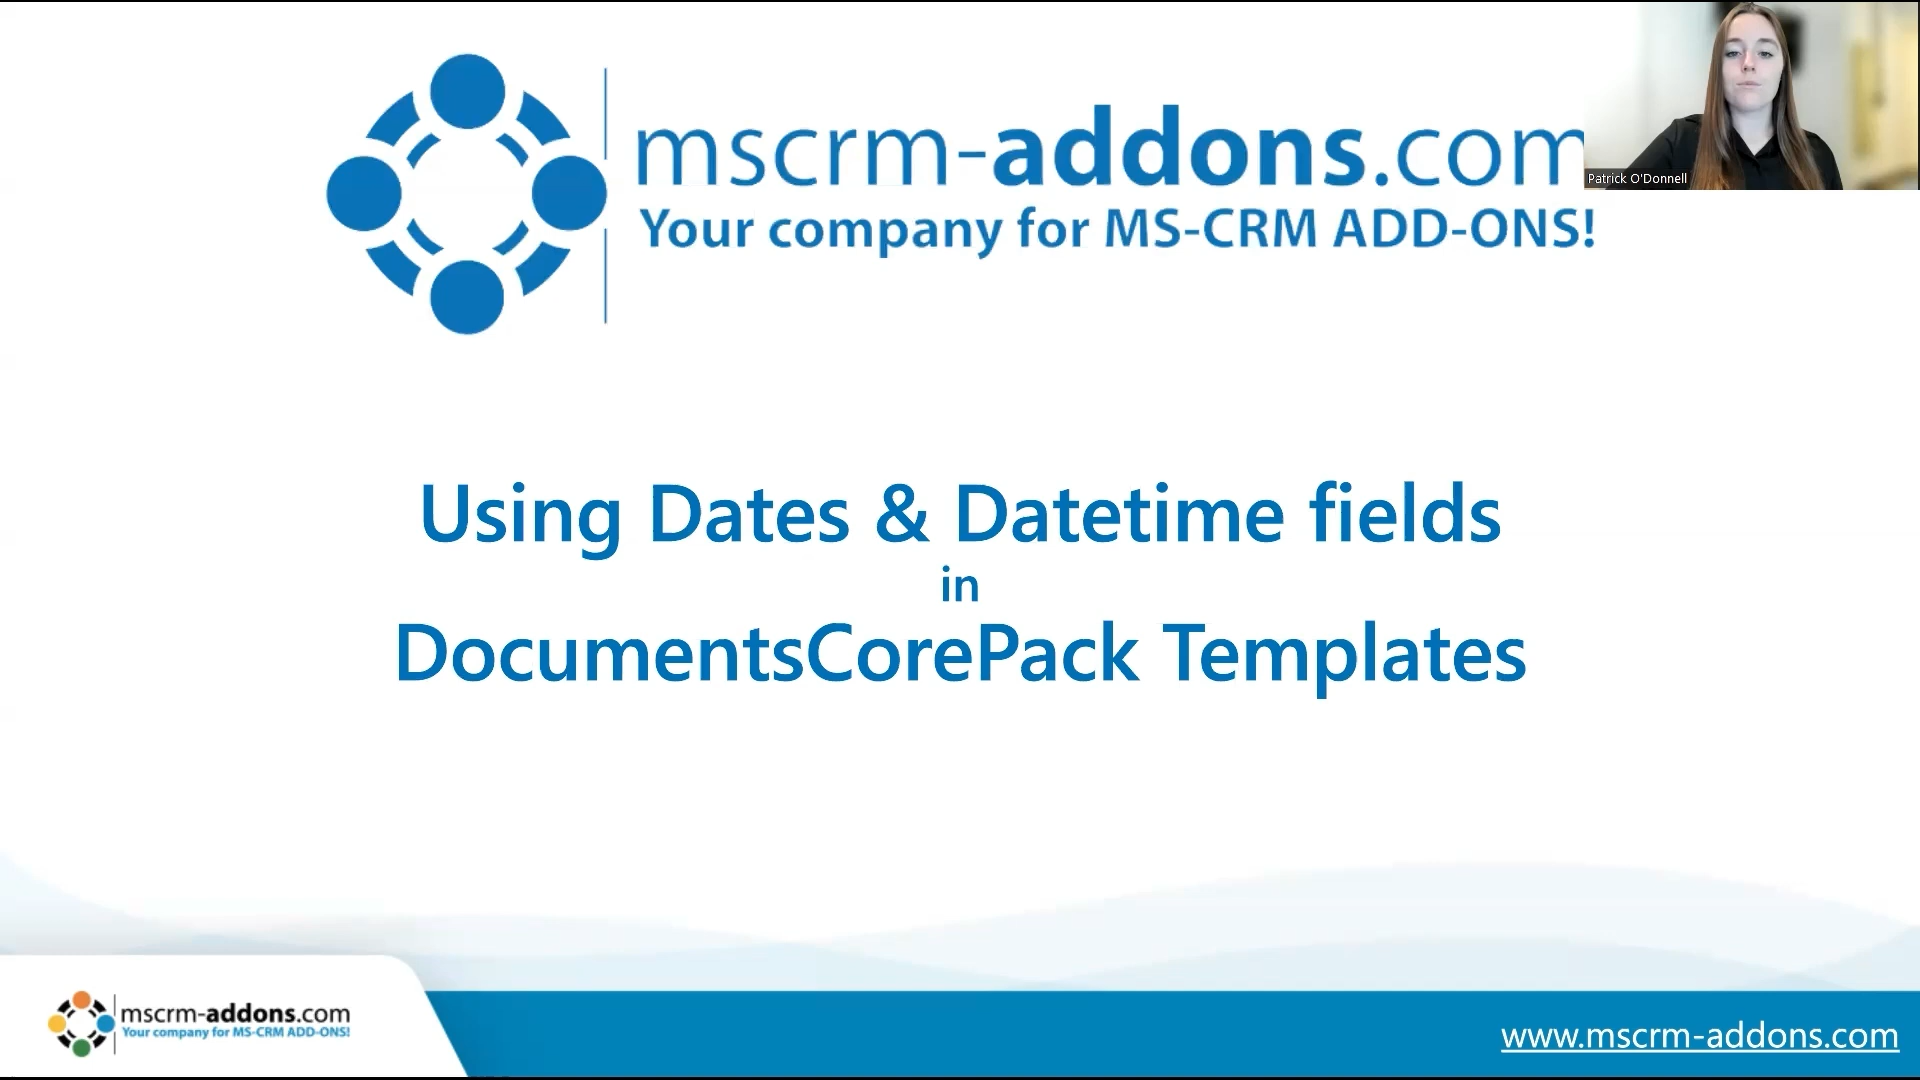 mscrm-addons.com
Your company for MS-CRM ADD-ONS!
Patrick O'Donnell
Using Dates & Datetime fields
in
DocumentsCorePack Templates
mscrm-addons.com
Your company for MS-CRM ADD-ONS!
www.mscrm-addons.com